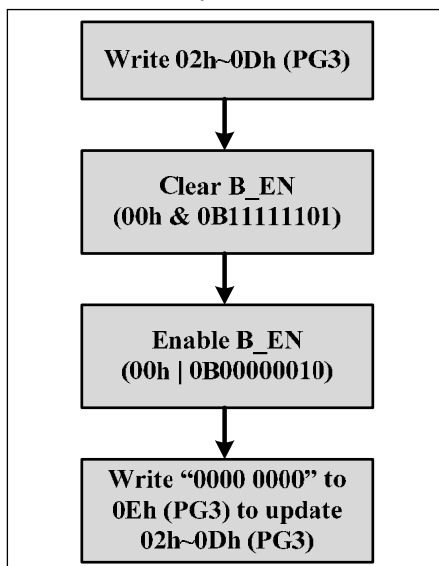 Write 02h~0Dh (PG3)
Clear B_EN
(00h & 0B11111101)
Enable B_EN
(00h | 0B00000010)
Write “0000 0000” to
0Eh (PG3) to update
02h~0Dh (PG3)